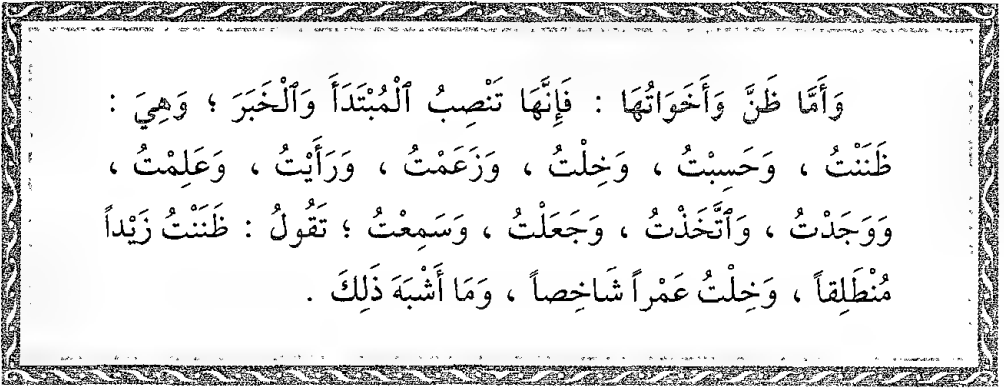 وَأَمَّا ظَنَّ وَأَخَوَاتُهَا : فَإِنَّهَا تَنْصِبُ ٱلْمُبْتَدَأَ وَٱلْخَبَرَ ؛ وَهِيَ :
ظَنَنْتُ ، وَحَسِبْتُ ، وَخِلْتُ ، وَزَعَمْتُ ، وَرَأَيْتُ ، وَعَلِمْتُ ،
وَوَجَدْتُ ، وَٱتَّخَذْتُ ، وَجَعَلْتُ ، وَسَمِعْتُ ؛ تَقُولُ : ظَنَنْتُ زَيْداً
مُنْطَلِقاً ، وَخِلْتُ عَمْراً شَاخِصاً ، وَمَا أَشْبَهَ ذَلِكَ .